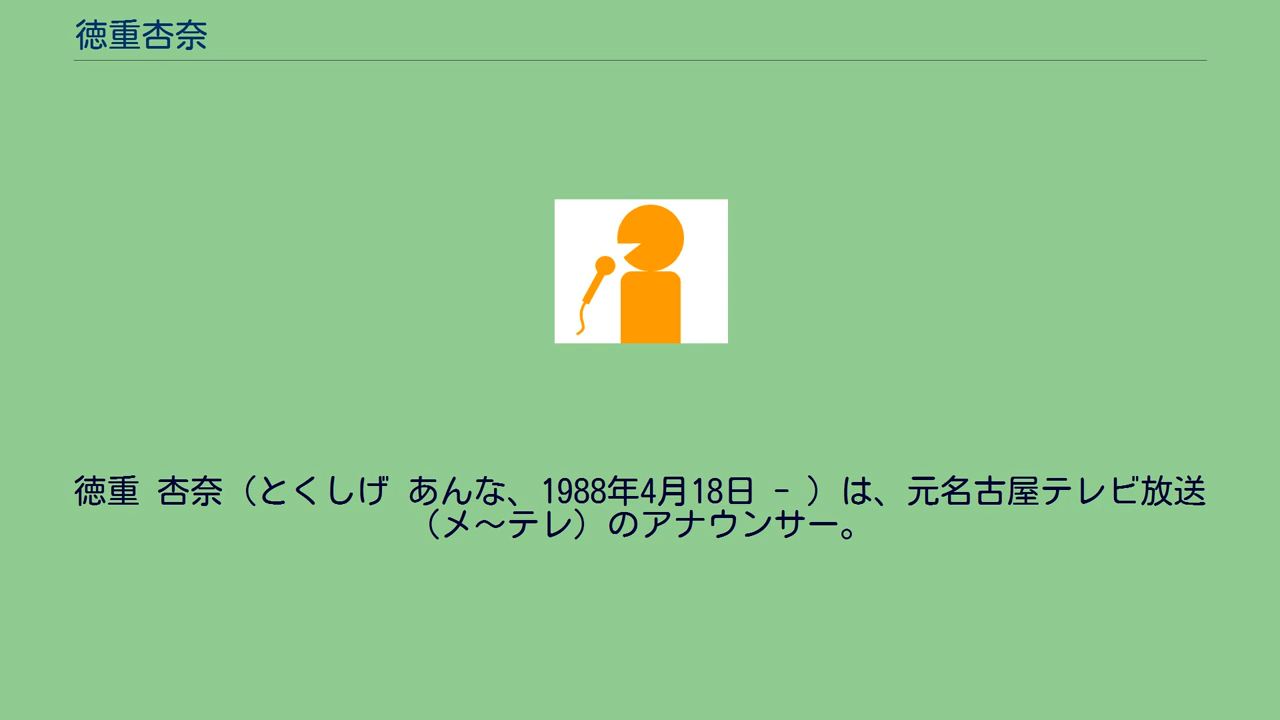 徳重杏奈
徳重 杏奈（とくしげ あんな、1988年4月18日 - ）は、元名古屋テレビ放送
（メ〜テレ）のアナウンサー。